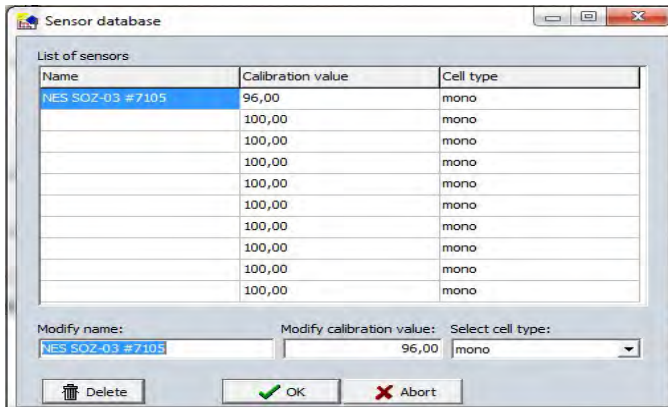 Sensor database
List of sensors
Name Calibration value Cell type
NES SOZ-03 #7105 96,00 mono
100,00 mono
100,00 mono
100,00 mono
100,00 mono
100,00 mono
100,00 mono
100,00 mono
100,00 mono
100,00 mono
Modify name: Modify calibration value: Select cell type:
NES SOZ-03 #7105 96,00 mono
Delete OK Abort